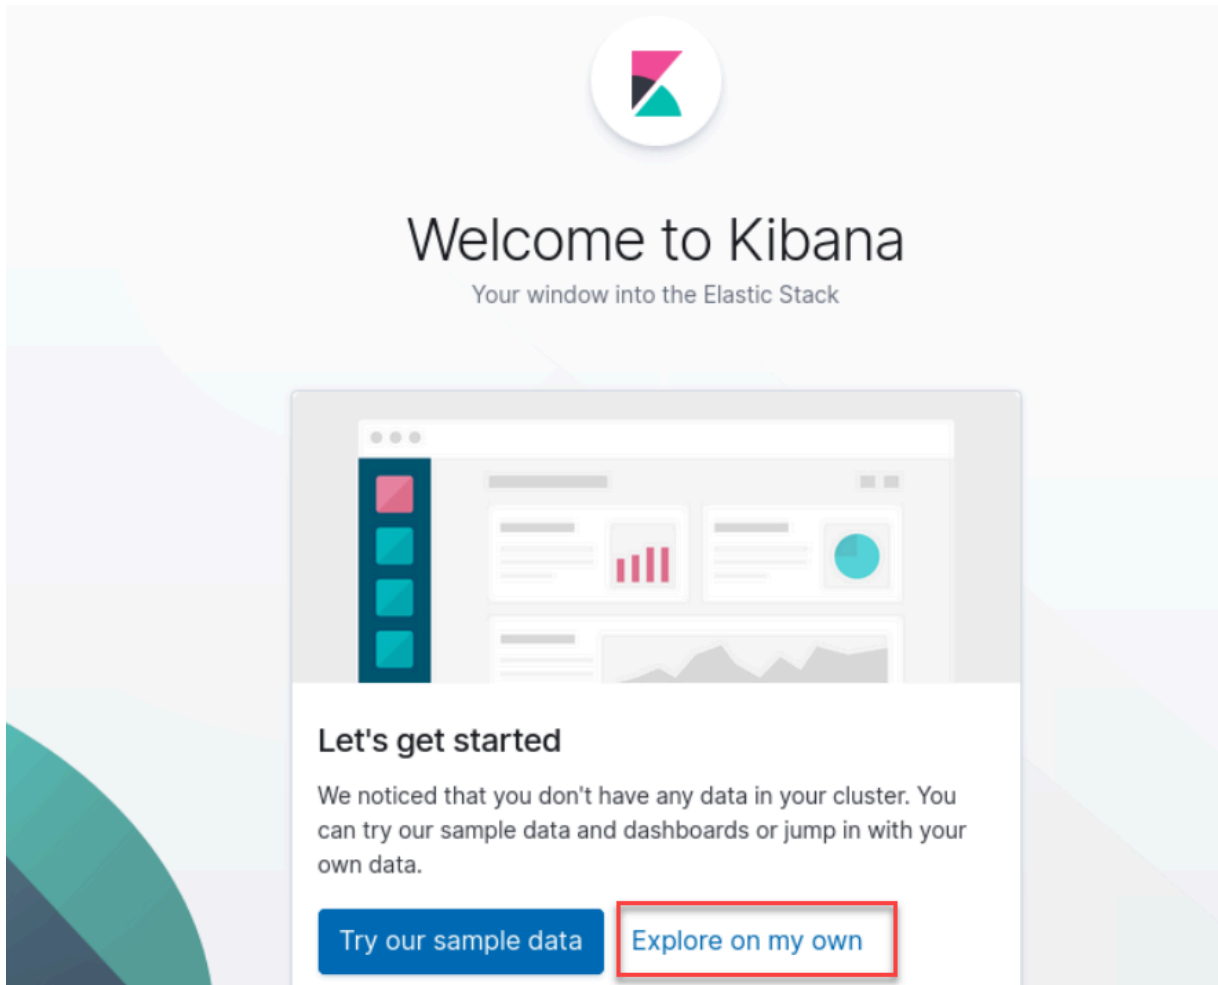 Welcome to Kibana
Your window into the Elastic Stack
Let's get started
We noticed that you don't have any data in your cluster. You
can try our sample data and dashboards or jump in with your
own data.
Try our sample data
Explore on my own